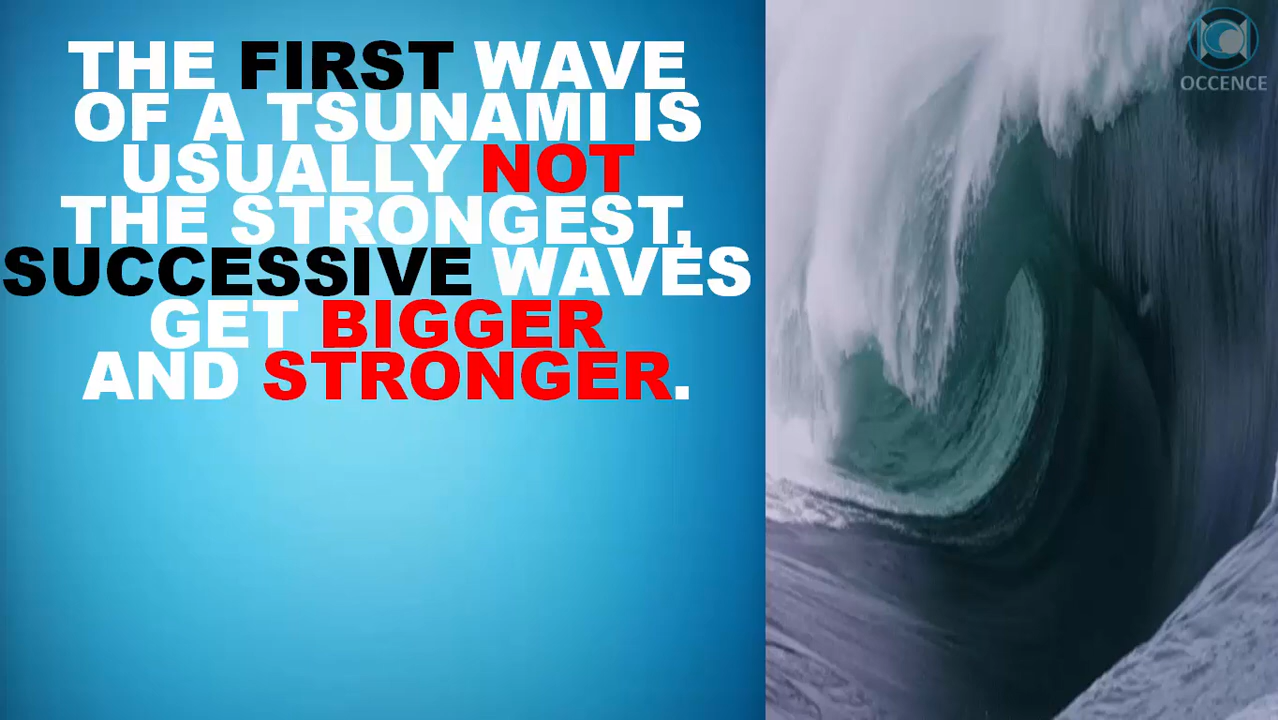 THE FIRST WAVE
OF A TSUNAMI IS
USUALLY NOT
THE STRONGEST,
SUCCESSIVE WAVES
GET BIGGER
AND STRONGER.
OCCENCE